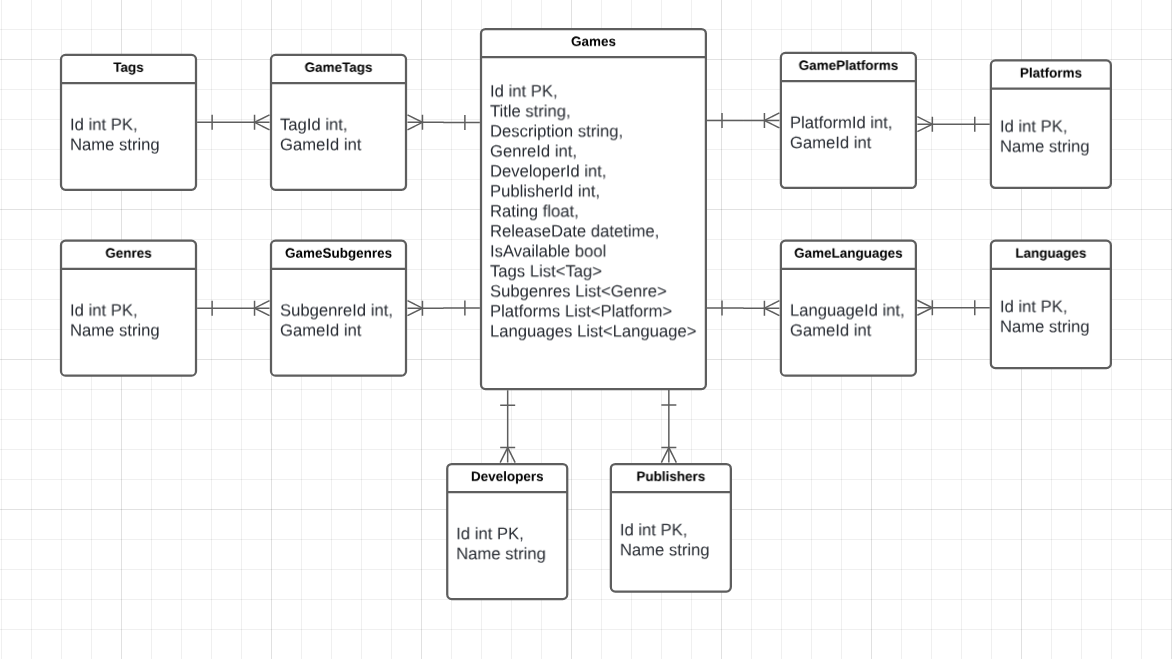 Tags
Id int PK,
Name string
GameTags
TagId int,
GameId int
Games
Id int PK,
Title string,
Description string,
GenreId int,
DeveloperId int,
PublisherId int,
Rating float,
ReleaseDate datetime,
IsAvailable bool
Tags List<Tag>
Subgenres List<Genre>
Platforms List<Platform>
Languages List<Language>
GamePlatforms
PlatformId int,
GameId int
Platforms
Id int PK,
Name string
Genres
Id int PK,
Name string
GameSubgenres
SubgenreId int,
GameId int
GameLanguages
LanguageId int,
GameId int
Languages
Id int PK,
Name string
Developers
Id int PK,
Name string
Publishers
Id int PK,
Name string